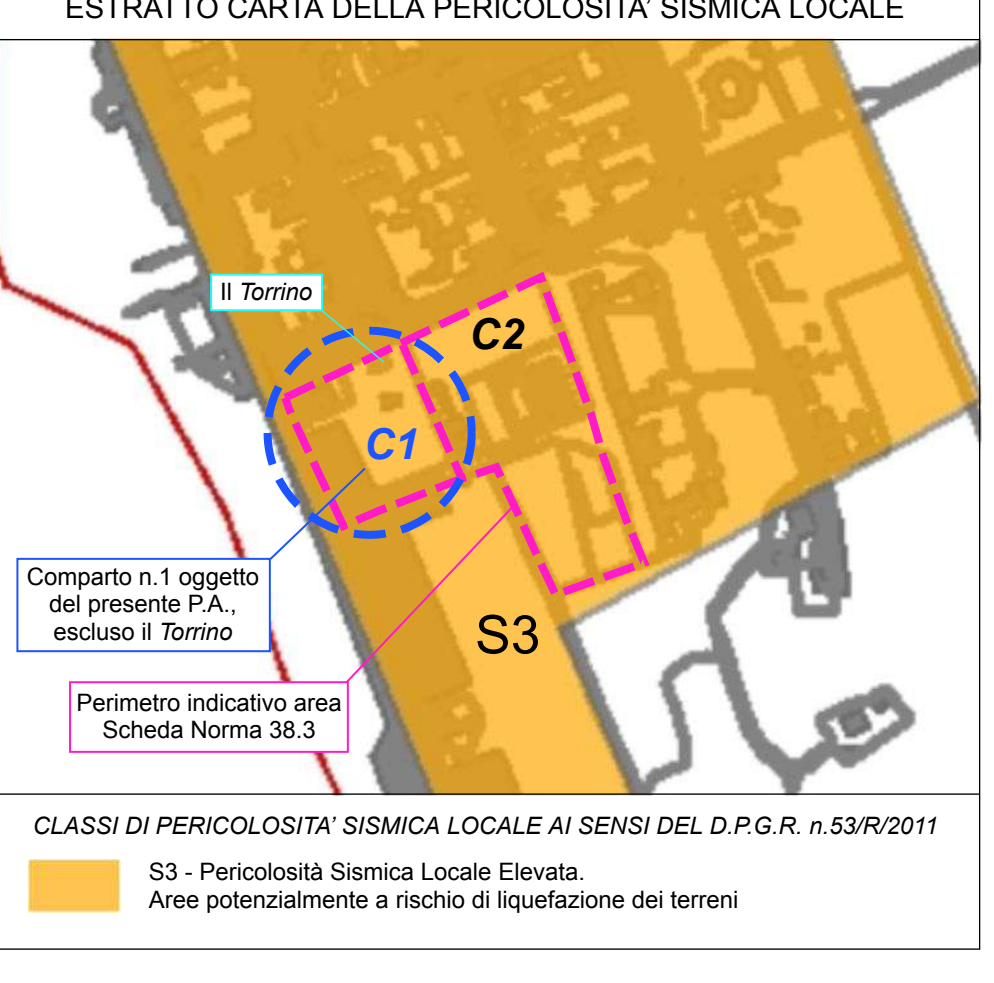 ESTRATTO CARTA DELLA PERICOLOSITA' SISMICA LOCALE
Il Torrino
C2
C1
Comparto n.1 oggetto
del presente P.A.,
escluso il Torrino
S3
Perimetro indicativo area
Scheda Norma 38.3
CLASSI DI PERICOLOSITA' SISMICA LOCALE AI SENSI DEL D.P.G.R. n.53/R/2011
S3 - Pericolosità Sismica Locale Elevata.
Aree potenzialmente a rischio di liquefazione dei terreni